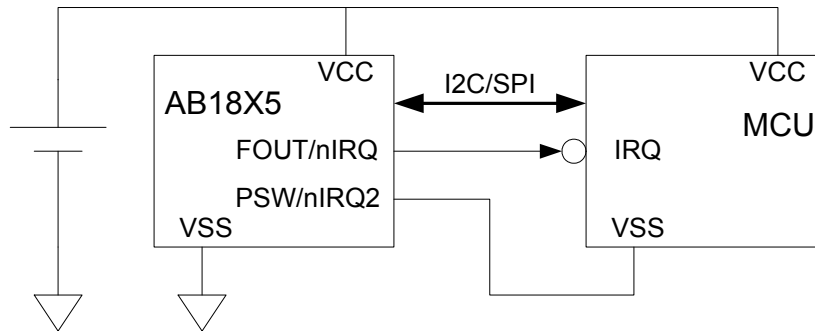 VCC
VCC
I2C/SPI
AB18X5
MCU
FOUT/nIRQ
IRQ
PSW/nIRQ2
VSS
VSS